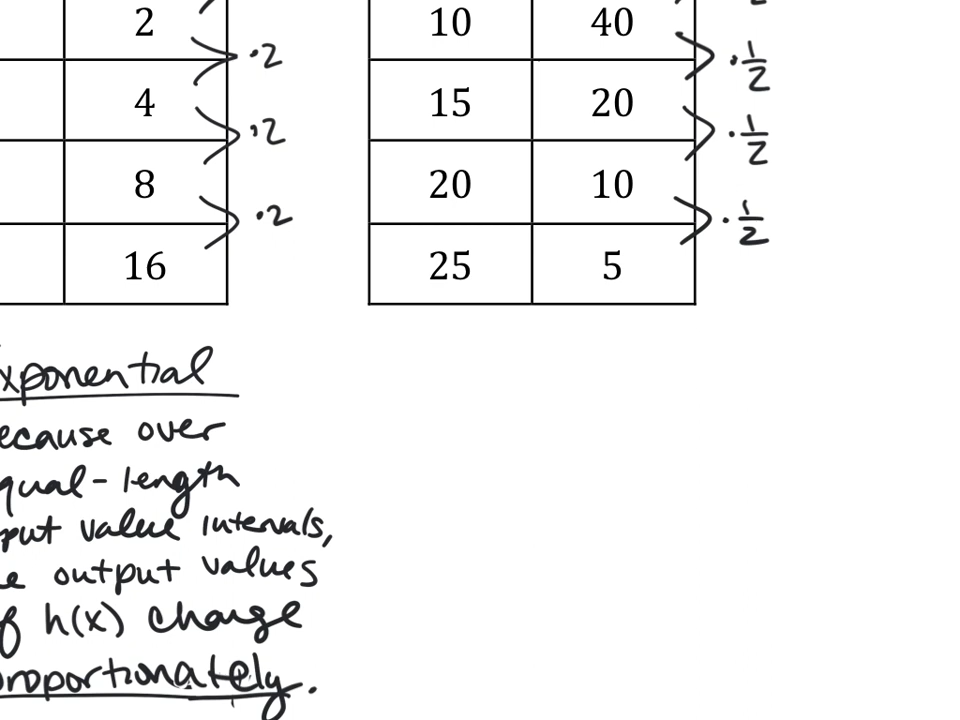 2 10 40
·2 ·1/2
4 15 20
·2 ·1/2
8 20 10
·2 ·1/2
16 25 5
xponential
ecause over
qual-length
put value intervals,
e output values
f h(x) change
roportionately.